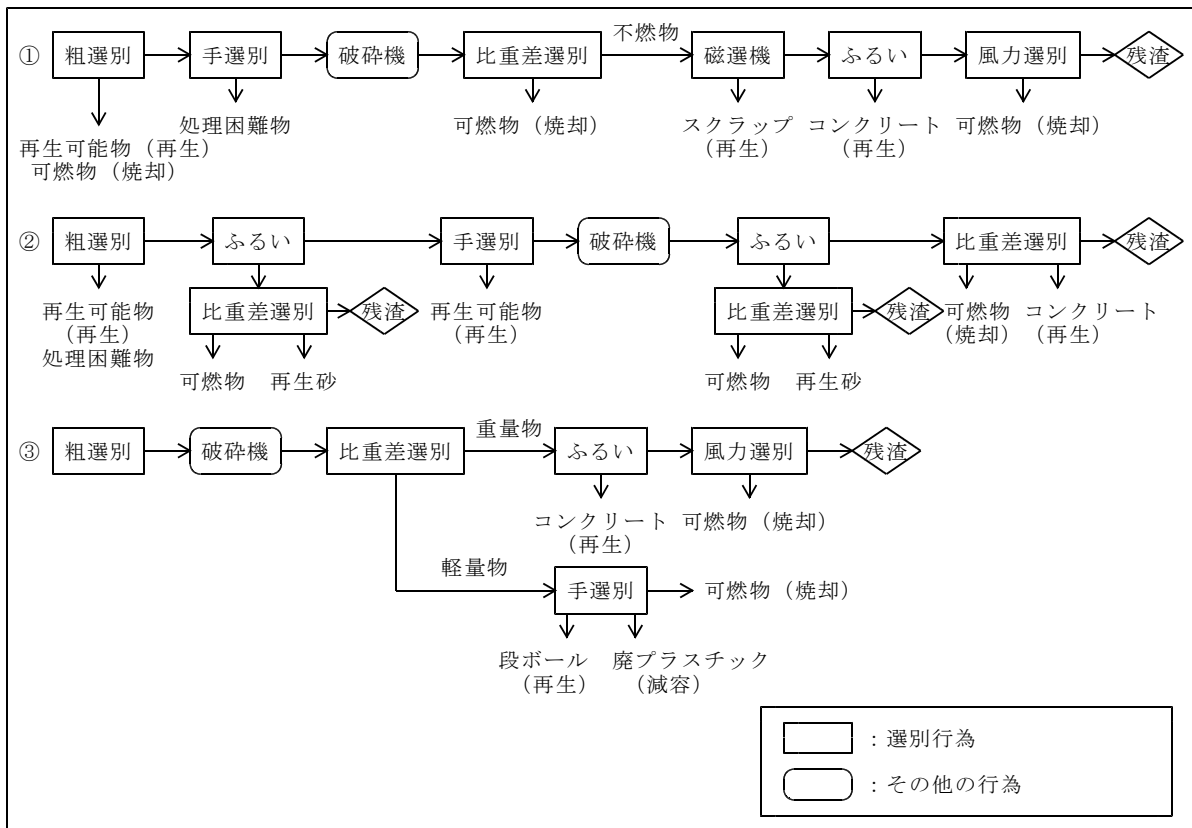 ① 粗選別 手選別 破砕機 比重差選別 不燃物 磁選機 ふるい 風力選別 残渣
処理困難物 可燃物（焼却） スクラップ コンクリート 可燃物（焼却）
再生可能物（再生） （再生） （再生）
可燃物（焼却）
② 粗選別 ふるい 手選別 破砕機 ふるい 比重差選別 残渣
再生可能物 比重差選別 残渣 再生可能物 比重差選別 残渣 可燃物 コンクリート
（再生） （再生） （焼却） （再生）
処理困難物
可燃物 再生砂 可燃物 再生砂
③ 粗選別 破砕機 比重差選別 重量物 ふるい 風力選別 残渣
コンクリート 可燃物（焼却）
（再生）
軽量物 手選別 可燃物（焼却）
段ボール 廃プラスチック
（再生） （減容）
：選別行為
：その他の行為